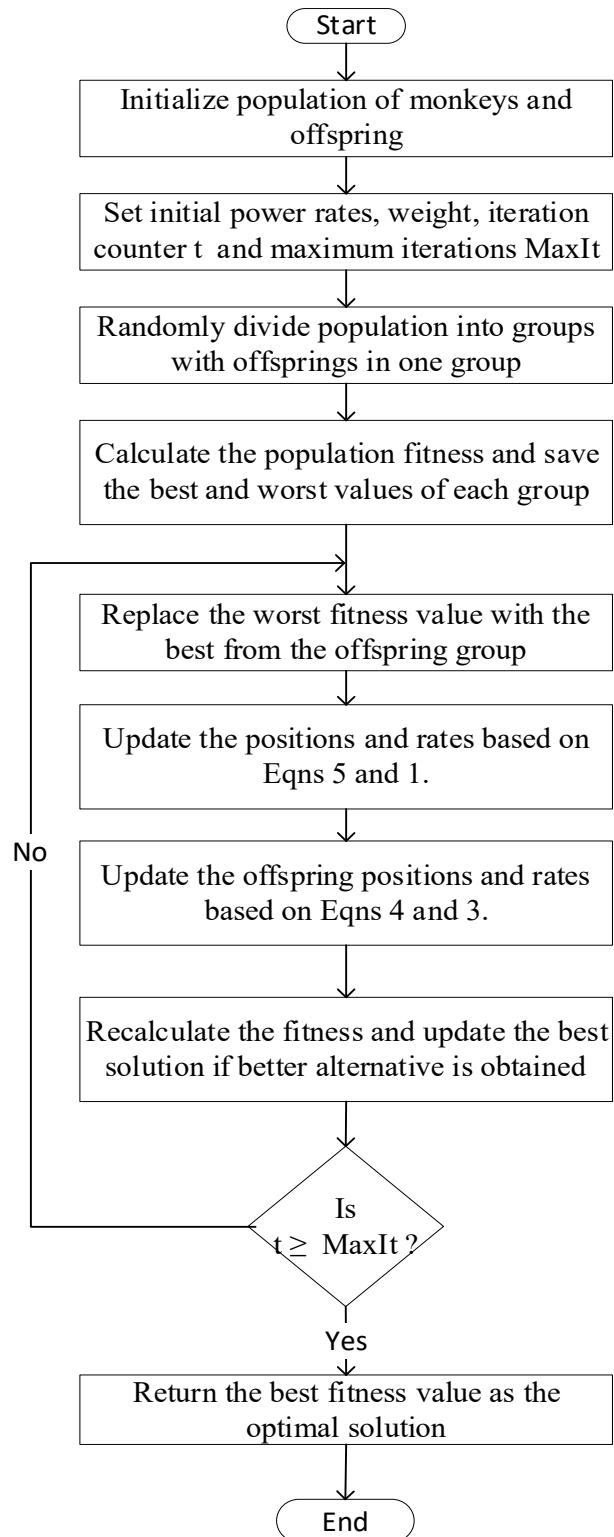 Start
Initialize population of monkeys and
offspring
Set initial power rates, weight, iteration
counter t  and maximum iterations MaxIt
Randomly divide population into groups
with offsprings in one group
Calculate the population fitness and save
the best and worst values of each group
Replace the worst fitness value with the
best from the offspring group
Update the positions and rates based on
Eqns 5 and 1.
No
Update the offspring positions and rates
based on Eqns 4 and 3.
Recalculate the fitness and update the best
solution if better alternative is obtained
Is
t ≥ MaxIt ?
Yes
Return the best fitness value as the
optimal solution
End